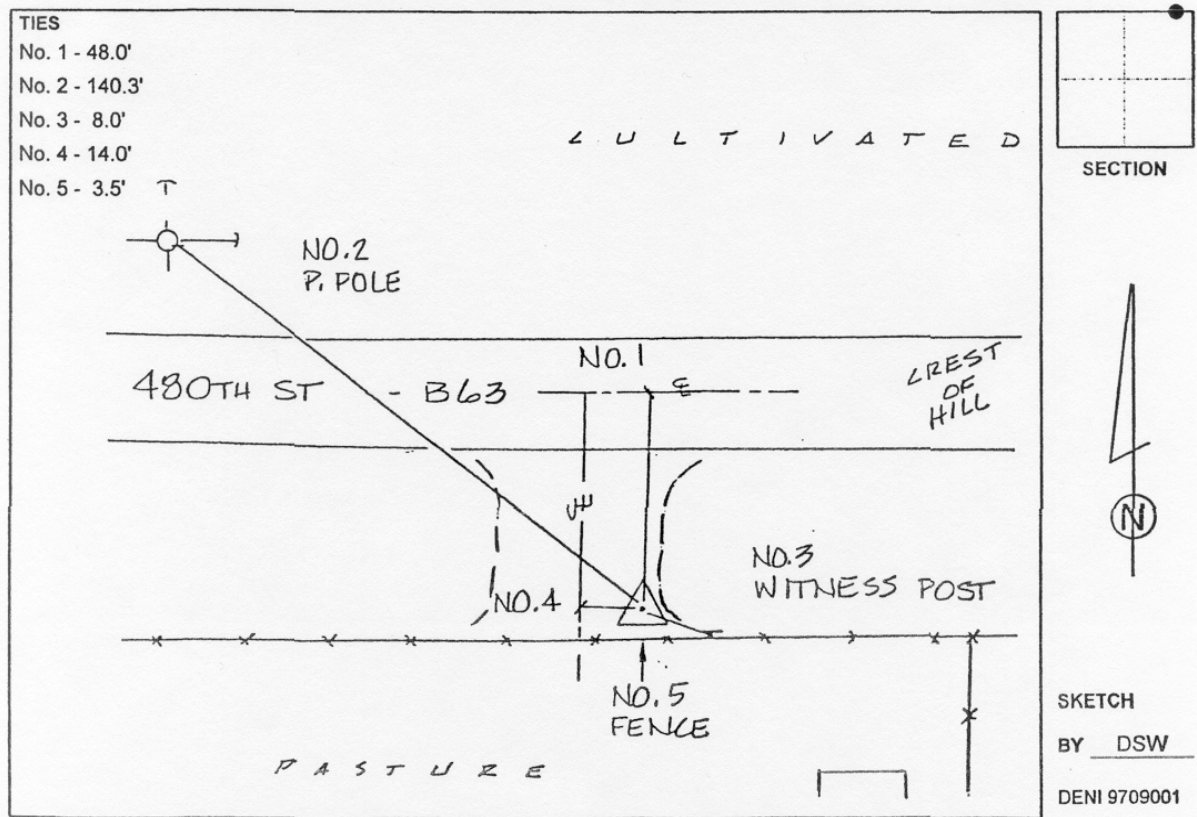 TIES
No. 1 - 48.0'
No. 2 - 140.3'
No. 3 - 8.0'
No. 4 - 14.0'
No. 5 - 3.5'
T
CULTIVATED
SECTION
NO.2
P. POLE
NO.1
480TH ST - B63
℄
CREST
OF
HILL
℄
N
NO.3
WITNESS POST
NO.4
NO.5
FENCE
PASTURE
SKETCH
BY DSW
DENI 9709001